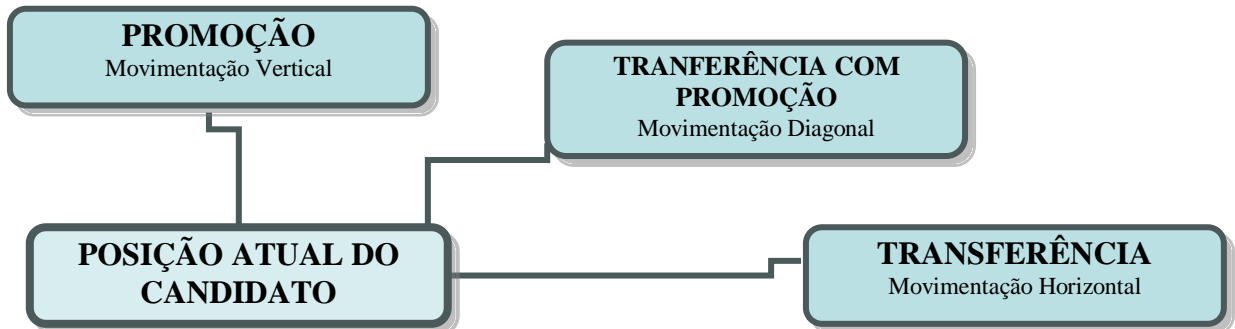 PROMOÇÃO
Movimentação Vertical
TRANFERÊNCIA COM
PROMOÇÃO
Movimentação Diagonal
POSIÇÃO ATUAL DO
CANDIDATO
TRANSFERÊNCIA
Movimentação Horizontal